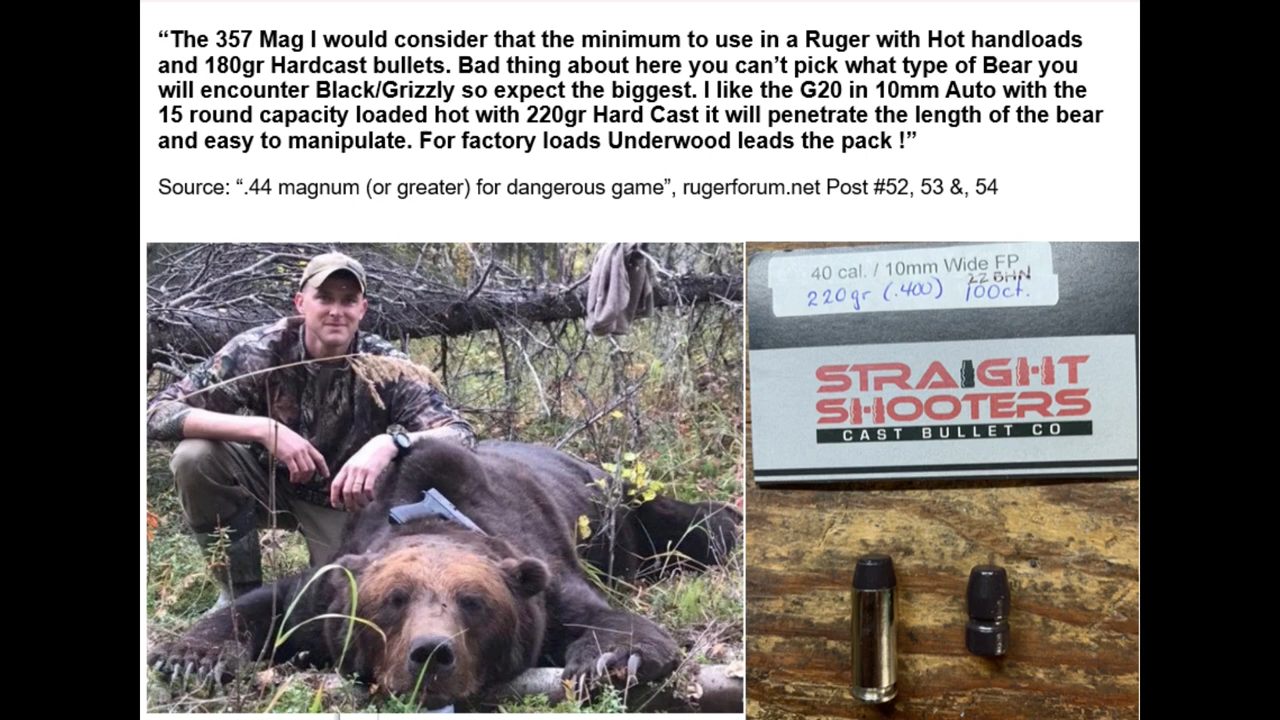 “The 357 Mag I would consider that the minimum to use in a Ruger with Hot handloads
and 180gr Hardcast bullets. Bad thing about here you can’t pick what type of Bear you
will encounter Black/Grizzly so expect the biggest. I like the G20 in 10mm Auto with the
15 round capacity loaded hot with 220gr Hard Cast it will penetrate the length of the bear
and easy to manipulate. For factory loads Underwood leads the pack !”
Source: “.44 magnum (or greater) for dangerous game”, rugerforum.net Post #52, 53 &, 54
40 cal. / 10mm Wide FP
22 BHN
220gr (.400) 100ct.
STRAIGHT
SHOOTERS
CAST BULLET CO